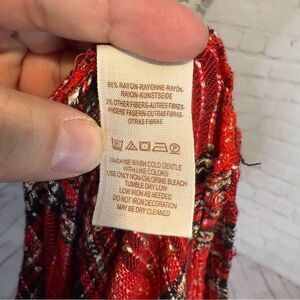 98% RAYON-RAYONNE-RAYON-
RAYON-KUNSTSEIDE
2% OTHER FIBERS-AUTRES FIBRES-
ANDERE FASERN-OUTRAS FIBRAS-
OTRAS FIBRAS
MACHINE WASH COLD GENTLE
WITH LIKE COLORS
USE ONLY NON-CHLORINE BLEACH
TUMBLE DRY LOW
LOW IRON AS NEEDED
DO NOT IRON DECORATION
MAY BE DRY CLEANED